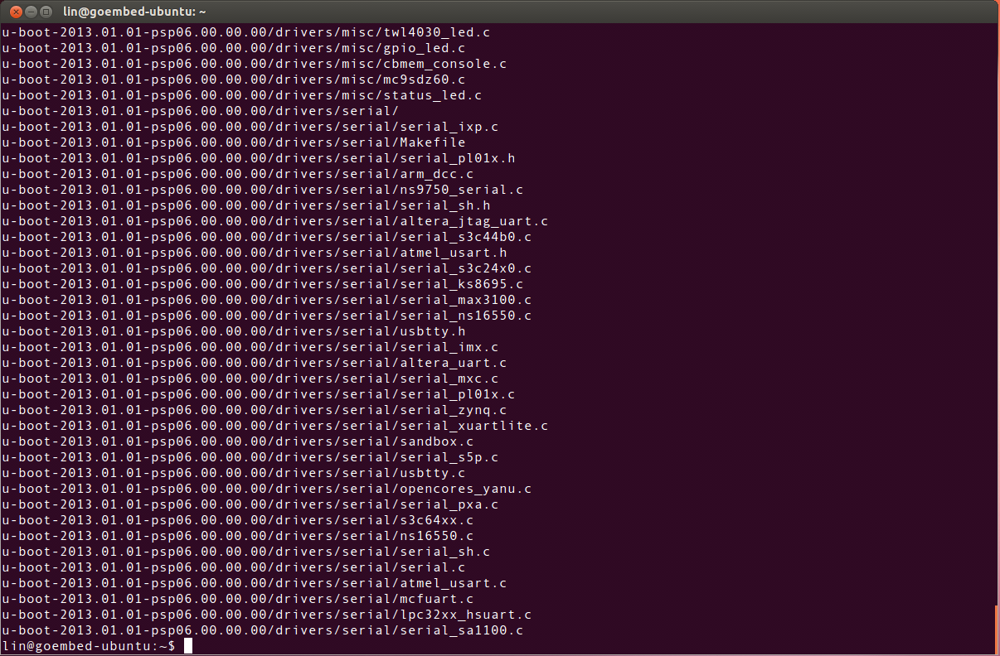 lin@goembed-ubuntu: ~
u-boot-2013.01.01-psp06.00.00.00/drivers/misc/twl4030_led.c
u-boot-2013.01.01-psp06.00.00.00/drivers/misc/gpio_led.c
u-boot-2013.01.01-psp06.00.00.00/drivers/misc/cbmem_console.c
u-boot-2013.01.01-psp06.00.00.00/drivers/misc/mc9sdz60.c
u-boot-2013.01.01-psp06.00.00.00/drivers/misc/status_led.c
u-boot-2013.01.01-psp06.00.00.00/drivers/serial/
u-boot-2013.01.01-psp06.00.00.00/drivers/serial/serial_ixp.c
u-boot-2013.01.01-psp06.00.00.00/drivers/serial/Makefile
u-boot-2013.01.01-psp06.00.00.00/drivers/serial/serial_pl01x.h
u-boot-2013.01.01-psp06.00.00.00/drivers/serial/arm_dcc.c
u-boot-2013.01.01-psp06.00.00.00/drivers/serial/ns9750_serial.c
u-boot-2013.01.01-psp06.00.00.00/drivers/serial/serial_sh.h
u-boot-2013.01.01-psp06.00.00.00/drivers/serial/altera_jtag_uart.c
u-boot-2013.01.01-psp06.00.00.00/drivers/serial/serial_s3c44b0.c
u-boot-2013.01.01-psp06.00.00.00/drivers/serial/atmel_usart.h
u-boot-2013.01.01-psp06.00.00.00/drivers/serial/serial_s3c24x0.c
u-boot-2013.01.01-psp06.00.00.00/drivers/serial/serial_ks8695.c
u-boot-2013.01.01-psp06.00.00.00/drivers/serial/serial_max3100.c
u-boot-2013.01.01-psp06.00.00.00/drivers/serial/serial_ns16550.c
u-boot-2013.01.01-psp06.00.00.00/drivers/serial/usbtty.h
u-boot-2013.01.01-psp06.00.00.00/drivers/serial/serial_imx.c
u-boot-2013.01.01-psp06.00.00.00/drivers/serial/altera_uart.c
u-boot-2013.01.01-psp06.00.00.00/drivers/serial/serial_mxc.c
u-boot-2013.01.01-psp06.00.00.00/drivers/serial/serial_pl01x.c
u-boot-2013.01.01-psp06.00.00.00/drivers/serial/serial_zynq.c
u-boot-2013.01.01-psp06.00.00.00/drivers/serial/serial_xuartlite.c
u-boot-2013.01.01-psp06.00.00.00/drivers/serial/sandbox.c
u-boot-2013.01.01-psp06.00.00.00/drivers/serial/serial_s5p.c
u-boot-2013.01.01-psp06.00.00.00/drivers/serial/usbtty.c
u-boot-2013.01.01-psp06.00.00.00/drivers/serial/opencores_yanu.c
u-boot-2013.01.01-psp06.00.00.00/drivers/serial/serial_pxa.c
u-boot-2013.01.01-psp06.00.00.00/drivers/serial/s3c64xx.c
u-boot-2013.01.01-psp06.00.00.00/drivers/serial/ns16550.c
u-boot-2013.01.01-psp06.00.00.00/drivers/serial/serial_sh.c
u-boot-2013.01.01-psp06.00.00.00/drivers/serial/serial.c
u-boot-2013.01.01-psp06.00.00.00/drivers/serial/atmel_usart.c
u-boot-2013.01.01-psp06.00.00.00/drivers/serial/mcfuart.c
u-boot-2013.01.01-psp06.00.00.00/drivers/serial/lpc32xx_hsuart.c
u-boot-2013.01.01-psp06.00.00.00/drivers/serial/serial_sa1100.c
lin@goembed-ubuntu:~$